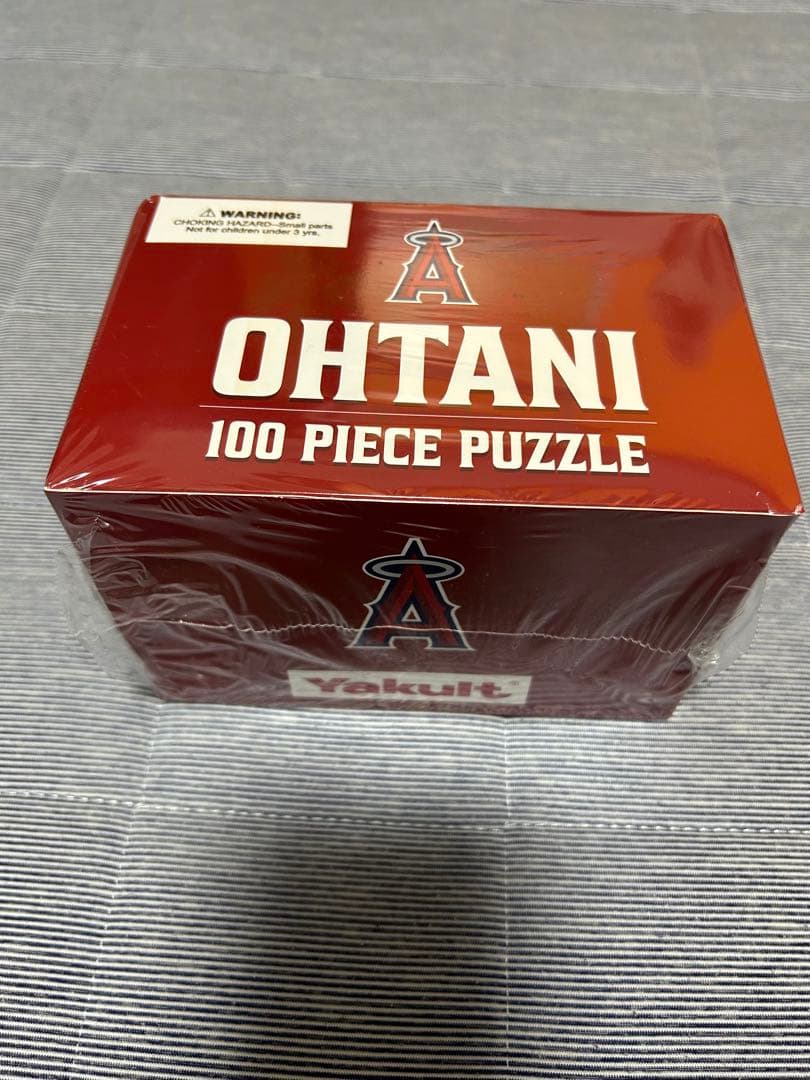 ⚠ WARNING:
CHOKING HAZARD--Small parts
Not for children under 3 yrs.
A
OHTANI
100 PIECE PUZZLE
A
Yakult®